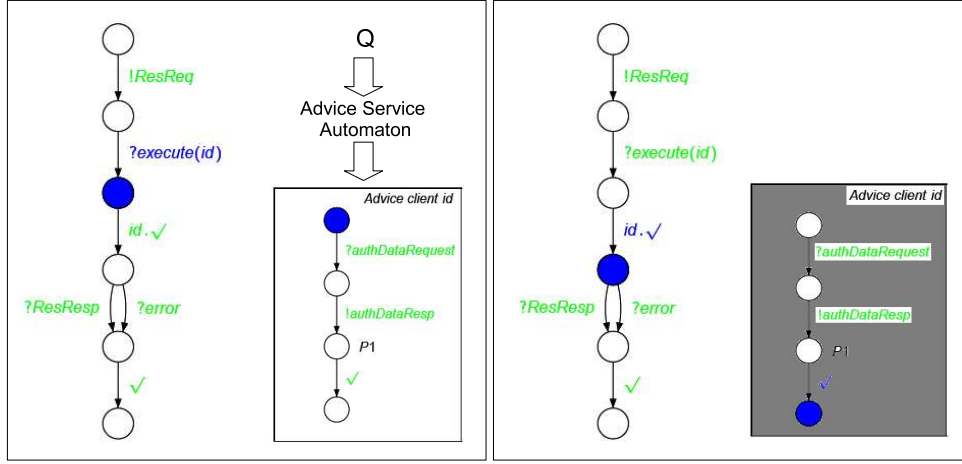 !ResReq
?execute(id)
id.√
?ResResp
?error
√
Q
Advice Service
Automaton
Advice client id
?authDataRequest
!authDataResp
P1
√
!ResReq
?execute(id)
id.√
?ResResp
?error
√
Advice client id
?authDataRequest
!authDataResp
P1
√